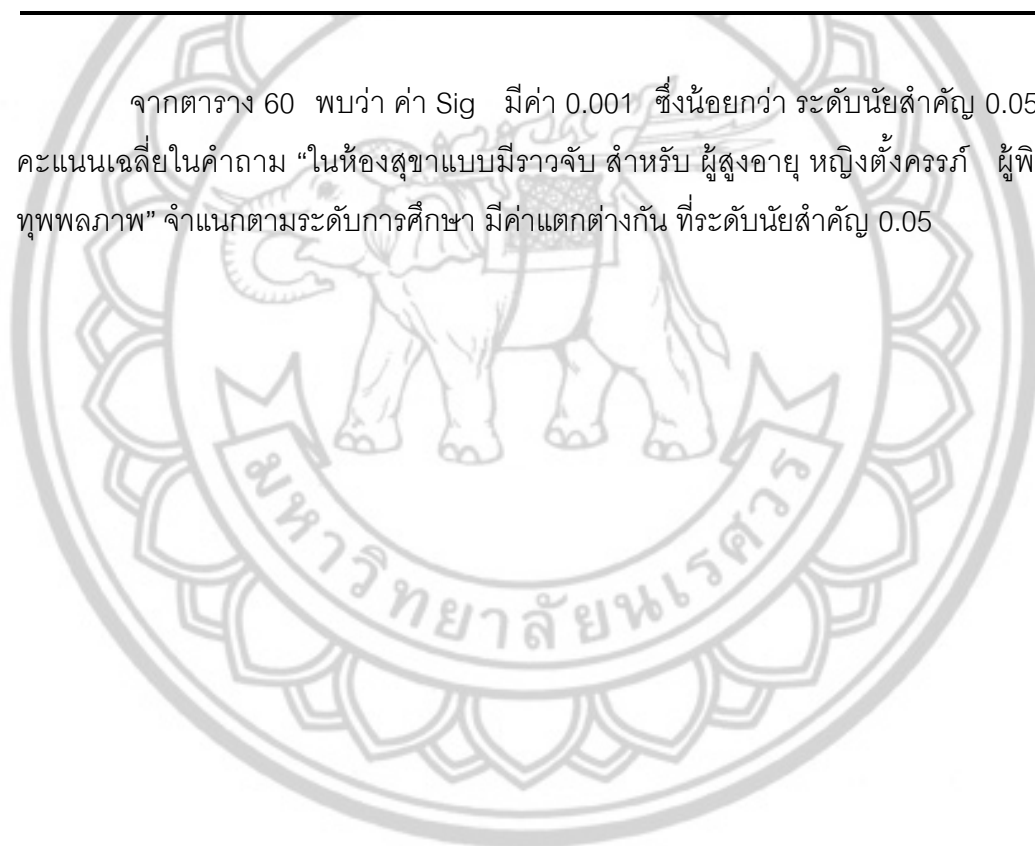 จากตาราง 60 พบว่า ค่า Sig มีค่า 0.001 ซึ่งน้อยกว่า ระดับนัยสำคัญ 0.05
คะแนนเฉลี่ยในคำถาม “ในห้องสุขาแบบมีราวจับ สำหรับ ผู้สูงอายุ หญิงตั้งครรภ์ ผู้พิ
ทุพพลภาพ” จำแนกตามระดับการศึกษา มีค่าแตกต่างกัน ที่ระดับนัยสำคัญ 0.05
มหาวิทยาลัยนเรศวร